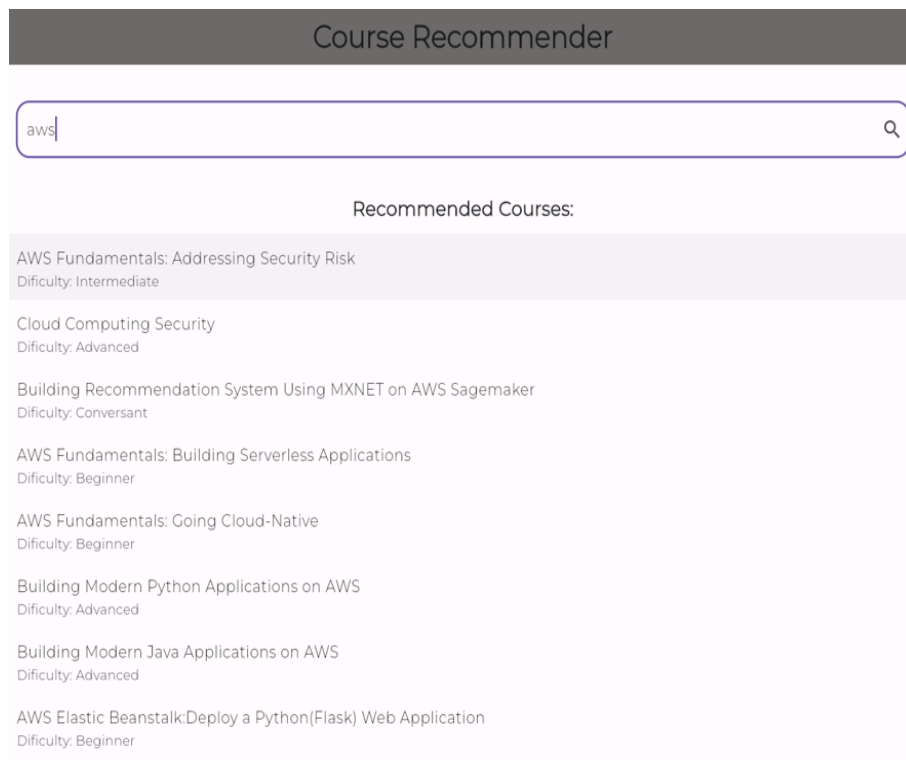 Course Recommender
aws
Recommended Courses:
AWS Fundamentals: Addressing Security Risk
Dificulty: Intermediate
Cloud Computing Security
Dificulty: Advanced
Building Recommendation System Using MXNET on AWS Sagemaker
Dificulty: Conversant
AWS Fundamentals: Building Serverless Applications
Dificulty: Beginner
AWS Fundamentals: Going Cloud-Native
Dificulty: Beginner
Building Modern Python Applications on AWS
Dificulty: Advanced
Building Modern Java Applications on AWS
Dificulty: Advanced
AWS Elastic Beanstalk:Deploy a Python(Flask) Web Application
Dificulty: Beginner